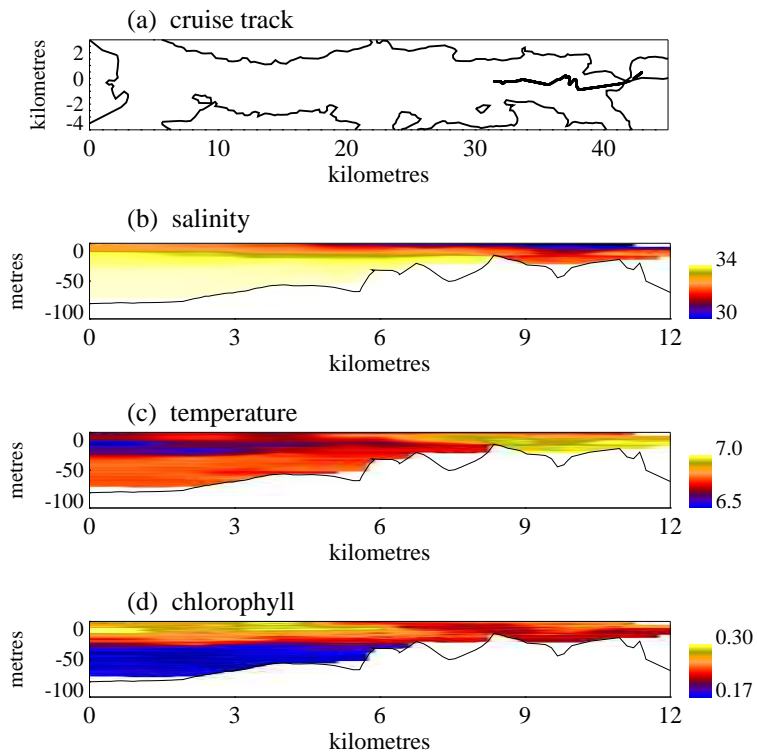 (a) cruise track
kilometres
2
0
-2
-4
0 10 20 30 40
kilometres
(b) salinity
metres
0
-50
-100
0 3 6 9 12
kilometres
34
30
(c) temperature
metres
0
-50
-100
0 3 6 9 12
kilometres
7.0
6.5
(d) chlorophyll
metres
0
-50
-100
0 3 6 9 12
kilometres
0.30
0.17